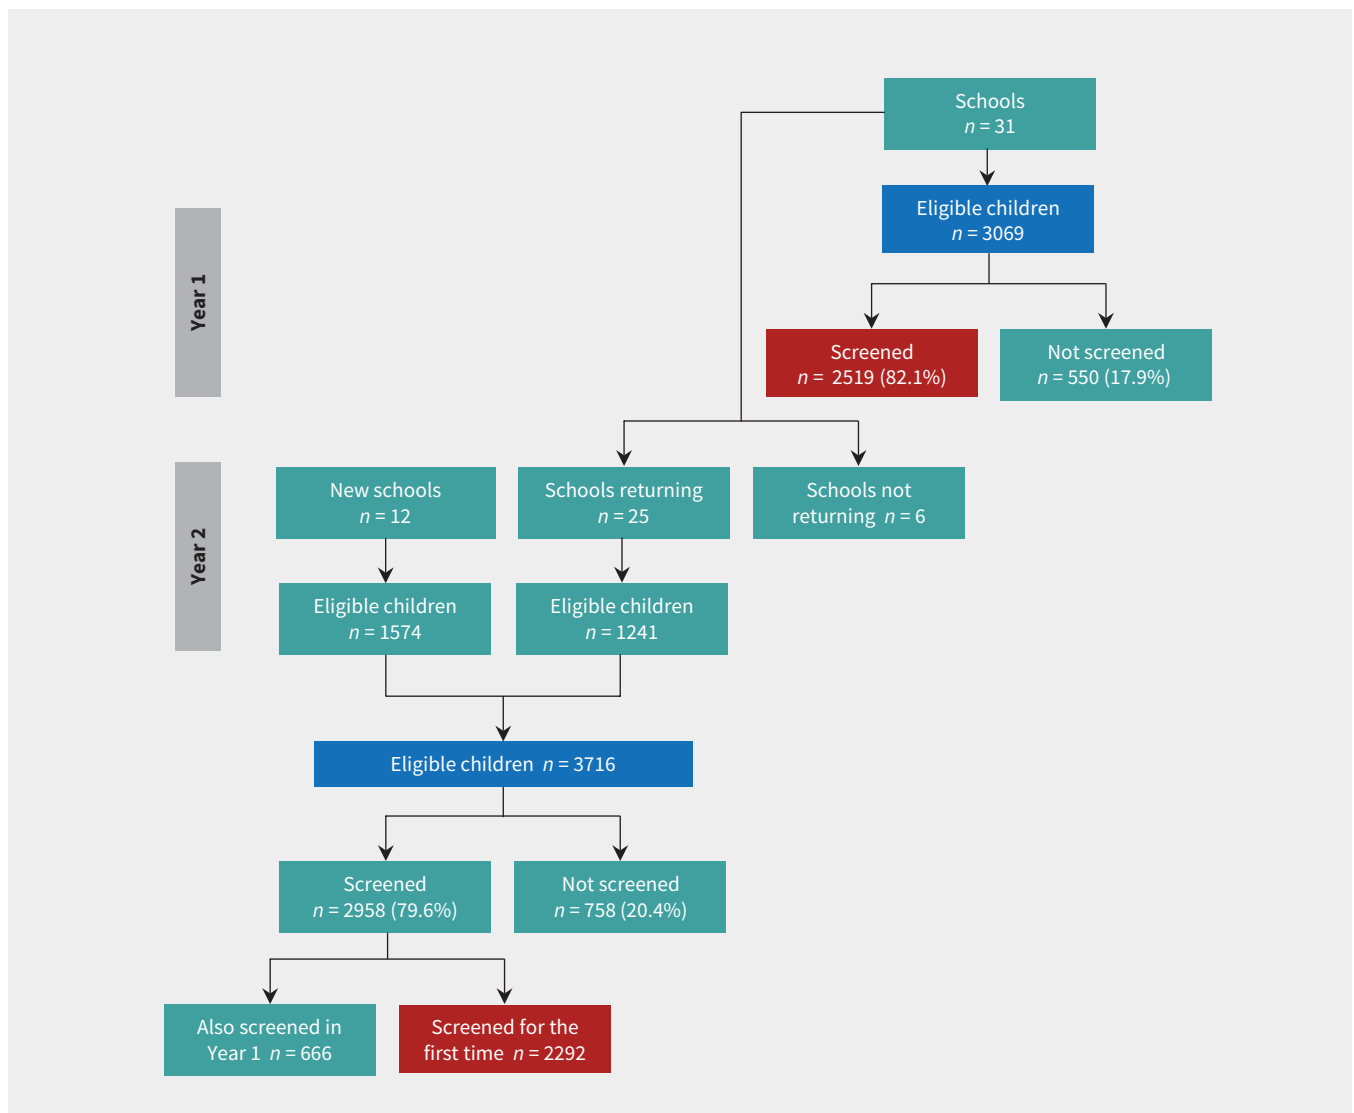 Schools
n = 31
Eligible children
n = 3069
Year 1
Screened
n = 2519 (82.1%)
Not screened
n = 550 (17.9%)
Year 2
New schools
n = 12
Schools returning
n = 25
Schools not
returning n = 6
Eligible children
n = 1574
Eligible children
n = 1241
Eligible children n = 3716
Screened
n = 2958 (79.6%)
Not screened
n = 758 (20.4%)
Also screened in
Year 1 n = 666
Screened for the
first time n = 2292